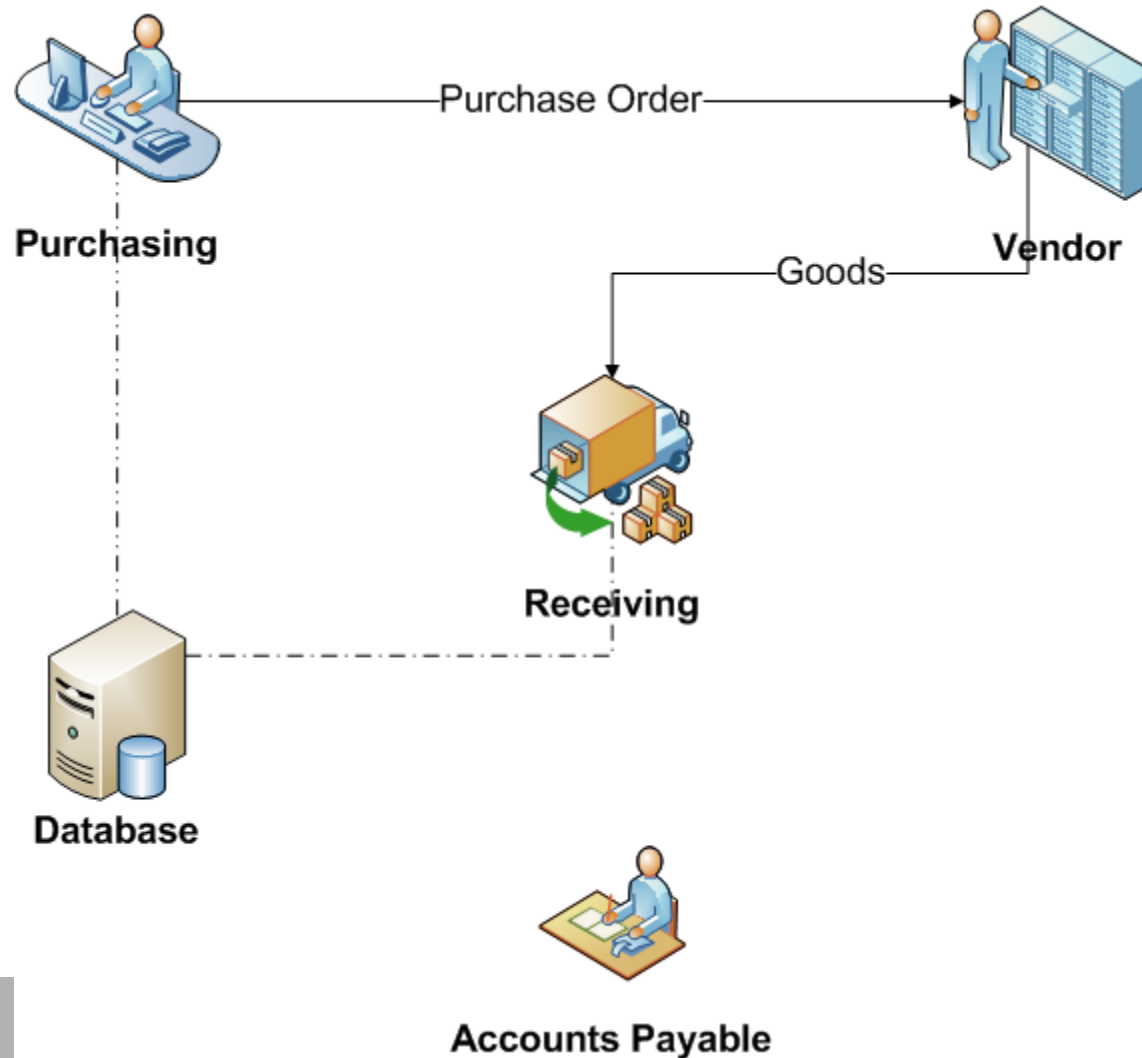 Purchase Order
Purchasing
Vendor
Goods
Receiving
Database
Accounts Payable